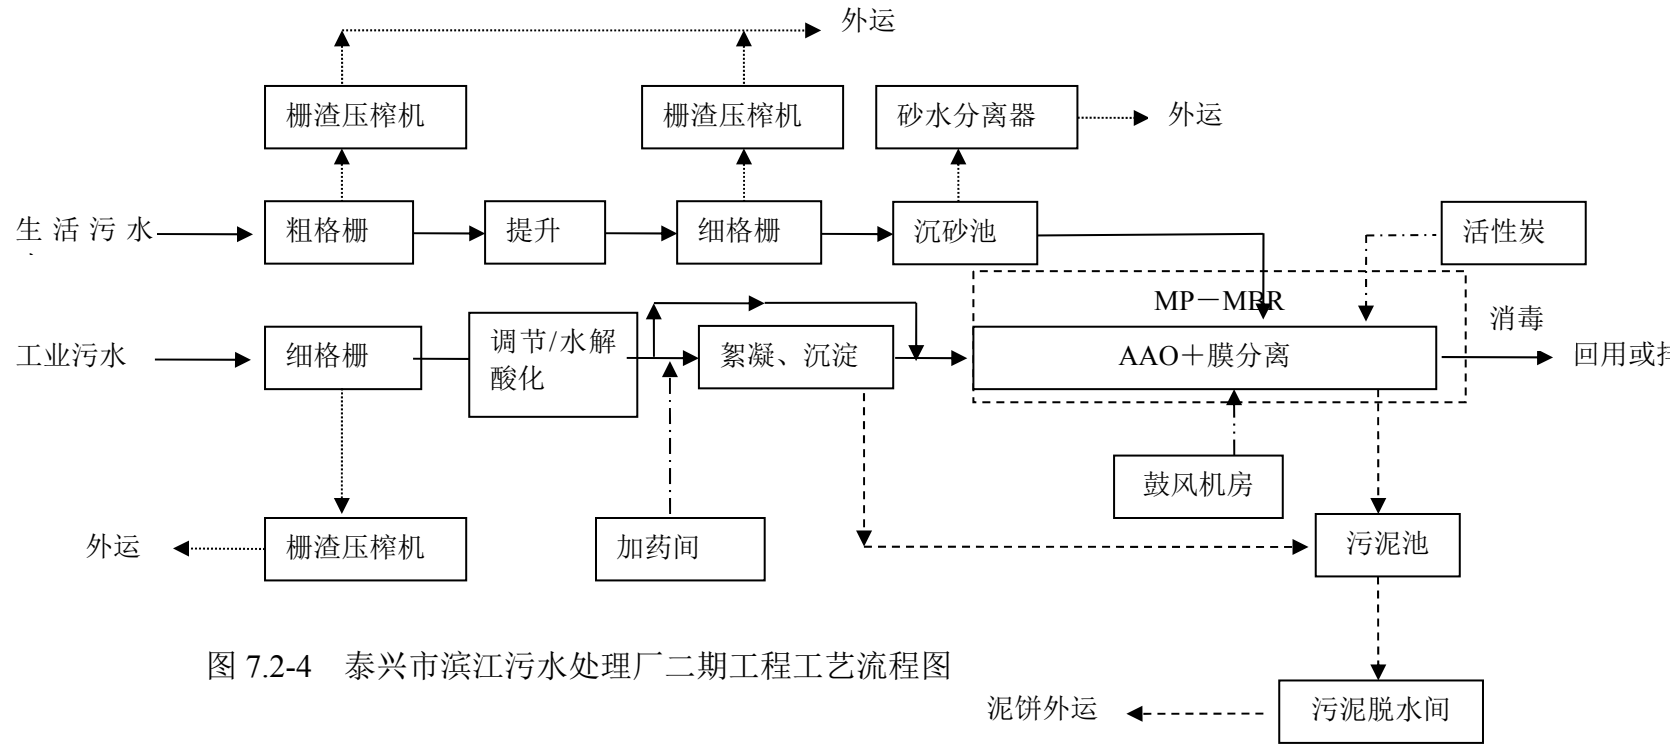 外运
栅渣压榨机
栅渣压榨机
砂水分离器
外运
生活污水
粗格栅
提升
细格栅
沉砂池
活性炭
MP－MBR
消毒
工业污水
细格栅
调节/水解
酸化
絮凝、沉淀
AAO＋膜分离
回用或
鼓风机房
外运
栅渣压榨机
加药间
污泥池
图 7.2-4 泰兴市滨江污水处理厂二期工程工艺流程图
泥饼外运
污泥脱水间